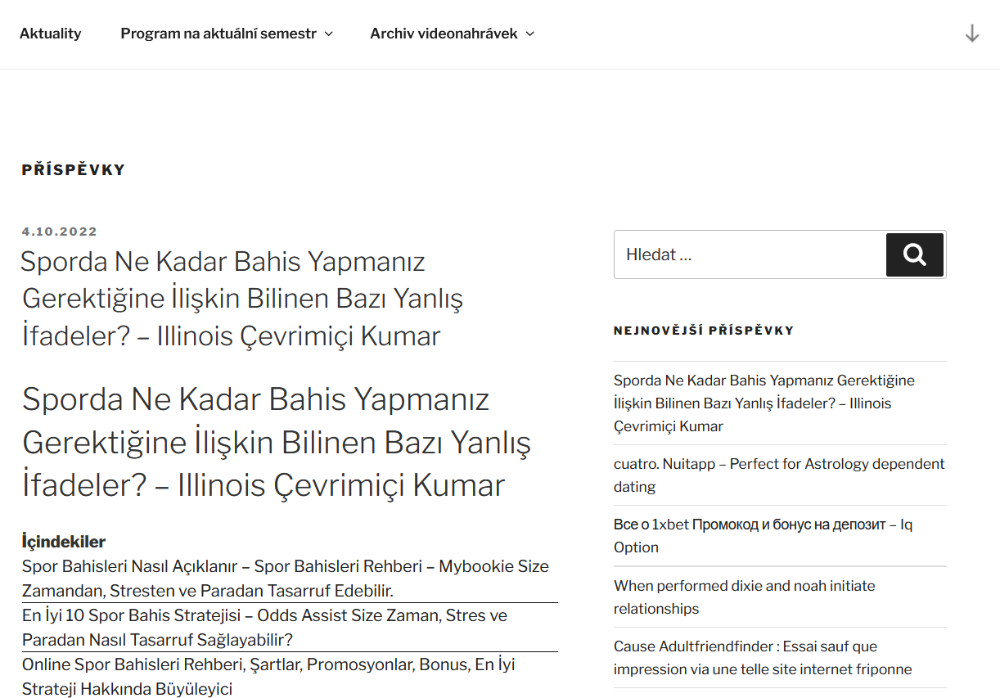 Aktuality Program na aktuální semestr Archiv videonahrávek
PŘÍSPĚVKY
4.10.2022
Sporda Ne Kadar Bahis Yapmanız
Gerektiğine İlişkin Bilinen Bazı Yanlış
İfadeler? – Illinois Çevrimiçi Kumar
Sporda Ne Kadar Bahis Yapmanız
Gerektiğine İlişkin Bilinen Bazı Yanlış
İfadeler? – Illinois Çevrimiçi Kumar
İçindekiler
Spor Bahisleri Nasıl Açıklanır – Spor Bahisleri Rehberi – Mybookie Size
Zamandan, Stresten ve Paradan Tasarruf Edebilir.
En İyi 10 Spor Bahis Stratejisi – Odds Assist Size Zaman, Stres ve
Paradan Nasıl Tasarruf Sağlayabilir?
Online Spor Bahisleri Rehberi, Şartlar, Promosyonlar, Bonus, En İyi
Strateji Hakkında Büyüleyici
Hledat ...
NEJNOVĚJŠÍ PŘÍSPĚVKY
Sporda Ne Kadar Bahis Yapmanız Gerektiğine
İlişkin Bilinen Bazı Yanlış İfadeler? – Illinois
Çevrimiçi Kumar
cuatro. Nuitapp – Perfect for Astrology dependent
dating
Все о 1xbet Промокод и бонус на депозит – Iq
Option
When performed dixie and noah initiate
relationships
Cause Adultfriendfinder : Essai sauf que
impression via une telle site internet friponne